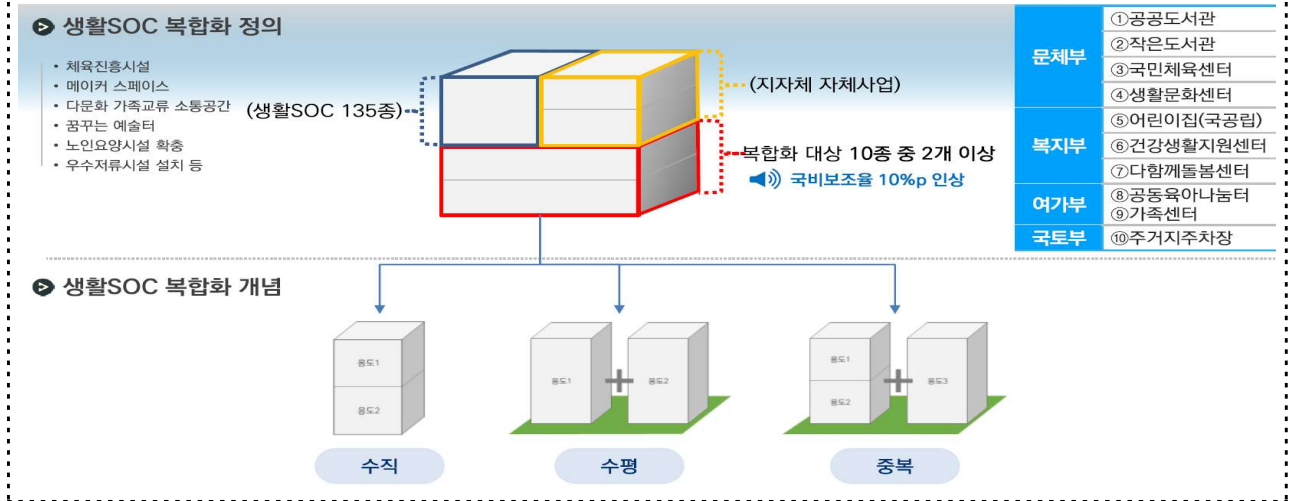 생활SOC 복합화 정의
• 체육진흥시설
• 메이커 스페이스
• 다문화 가족교류 소통공간
• 꿈꾸는 예술터
• 노인요양시설 확충
• 우수저류시설 설치 등
(생활SOC 135종)
(지자체 자체사업)
복합화 대상 10종 중 2개 이상
국비보조율 10%p 인상
문체부
①공공도서관
②작은도서관
③국민체육센터
④생활문화센터
복지부
⑤어린이집(국공립)
⑥건강생활지원센터
⑦다함께돌봄센터
여가부
⑧공동육아나눔터
⑨가족센터
국토부
⑩주거지주차장
생활SOC 복합화 개념
용도1
용도2
수직
용도1
용도2
수평
용도1
용도2
용도3
중복